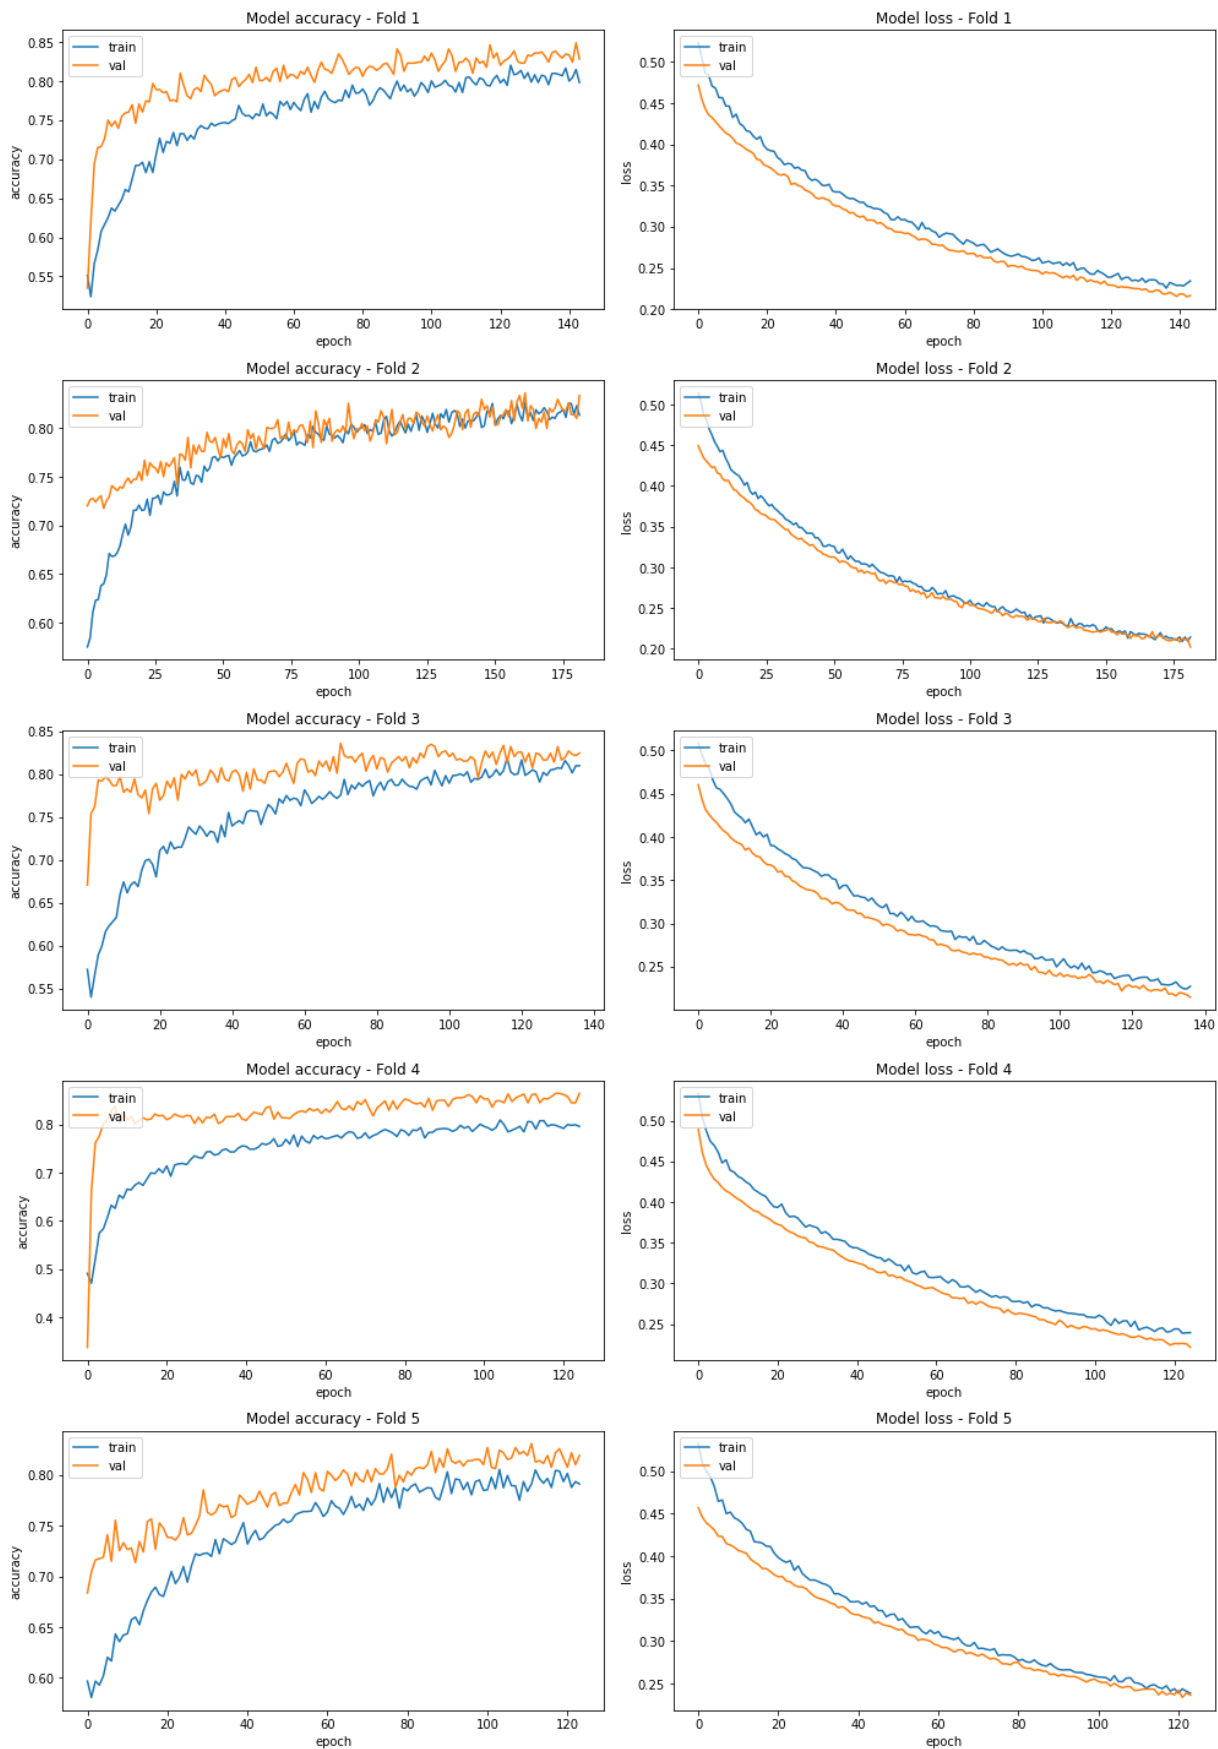 Model accuracy - Fold 1
train
val
0.85
0.80
0.75
0.70
0.65
0.60
0.55
accuracy
0 20 40 60 80 100 120 140
epoch
Model loss - Fold 1
train
val
0.50
0.45
0.40
0.35
0.30
0.25
0.20
loss
0 20 40 60 80 100 120 140
epoch
Model accuracy - Fold 2
train
val
0.80
0.75
0.70
0.65
0.60
accuracy
0 25 50 75 100 125 150 175
epoch
Model loss - Fold 2
train
val
0.50
0.45
0.40
0.35
0.30
0.25
0.20
loss
0 25 50 75 100 125 150 175
epoch
Model accuracy - Fold 3
train
val
0.85
0.80
0.75
0.70
0.65
0.60
0.55
accuracy
0 20 40 60 80 100 120 140
epoch
Model loss - Fold 3
train
val
0.50
0.45
0.40
0.35
0.30
0.25
loss
0 20 40 60 80 100 120 140
epoch
Model accuracy - Fold 4
train
val
0.8
0.7
0.6
0.5
0.4
accuracy
0 20 40 60 80 100 120
epoch
Model loss - Fold 4
train
val
0.50
0.45
0.40
0.35
0.30
0.25
loss
0 20 40 60 80 100 120
epoch
Model accuracy - Fold 5
train
val
0.80
0.75
0.70
0.65
0.60
accuracy
0 20 40 60 80 100 120
epoch
Model loss - Fold 5
train
val
0.50
0.45
0.40
0.35
0.30
0.25
loss
0 20 40 60 80 100 120
epoch